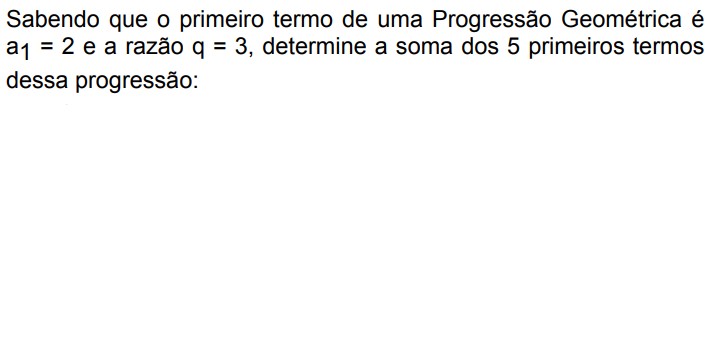 Sabendo que o primeiro termo de uma Progressão Geométrica é
a1 = 2 e a razão q = 3, determine a soma dos 5 primeiros termos
dessa progressão: